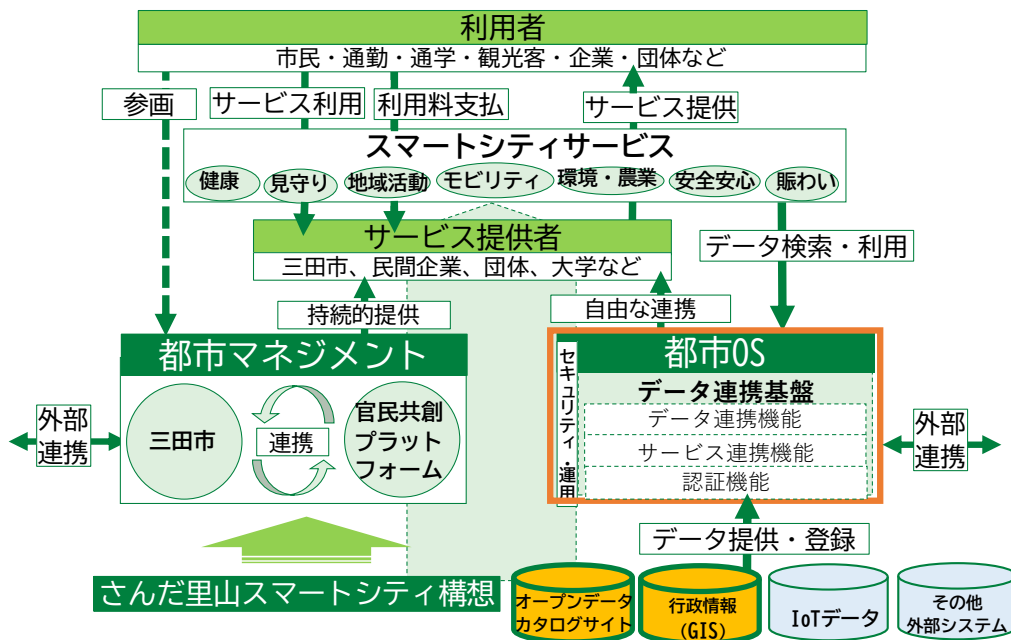 利用者
市民・通勤・通学・観光客・企業・団体など
参画
サービス利用
利用料支払
サービス提供
スマートシティサービス
健康
見守り
地域活動
モビリティ
環境・農業
安全安心
賑わい
サービス提供者
三田市、民間企業、団体、大学など
データ検索・利用
持続的提供
自由な連携
都市マネジメント
三田市
連携
官民共創
プラット
フォーム
外部
連携
都市OS
セキュリティ・運用
データ連携基盤
データ連携機能
サービス連携機能
認証機能
外部
連携
データ提供・登録
さんだ里山スマートシティ構想
オープンデータ
カタログサイト
行政情報
(GIS)
IoTデータ
その他
外部システム